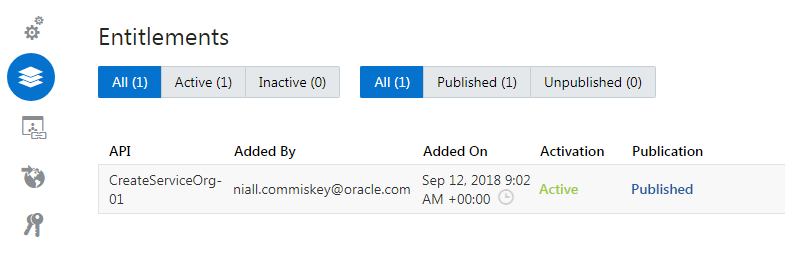 Entitlements
All (1) Active (1) Inactive (0) All (1) Published (1) Unpublished (0)
API Added By Added On Activation Publication
CreateServiceOrg-
01
niall.commiskey@oracle.com
Sep 12, 2018 9:02
AM +00:00
Active
Published